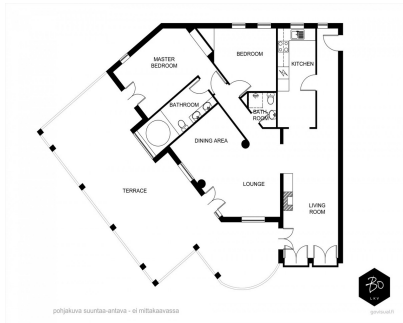 BEDROOM
MASTER
BEDROOM
KITCHEN
BATHROOM
BATH
ROOM
DINING AREA
TERRACE
LOUNGE
LIVING
ROOM
BO
LKV
pohjakuva suuntaa-antava - ei mittakaavassa